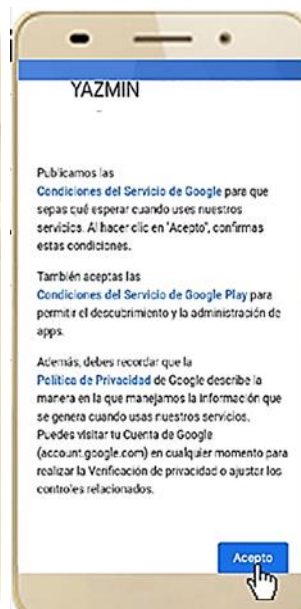 YAZMIN
Publicamos las
Condiciones del Servicio de Google para que
sepas qué esperar cuando uses nuestros
servicios. Al hacer clic en "Acepto", confirmas
estas condiciones.
También aceptas las
Condiciones del Servicio de Google Play para
permitir el descubrimiento y la administración de
apps.
Además, debes recordar que la
Política de Privacidad de Google describe la
manera en la que manejamos la información que
se genera cuando usas nuestros servicios.
Puedes visitar tu Cuenta de Google
(account.google.com) en cualquier momento para
realizar la Verificación de privacidad o ajustar los
controles relacionados.
Acepto